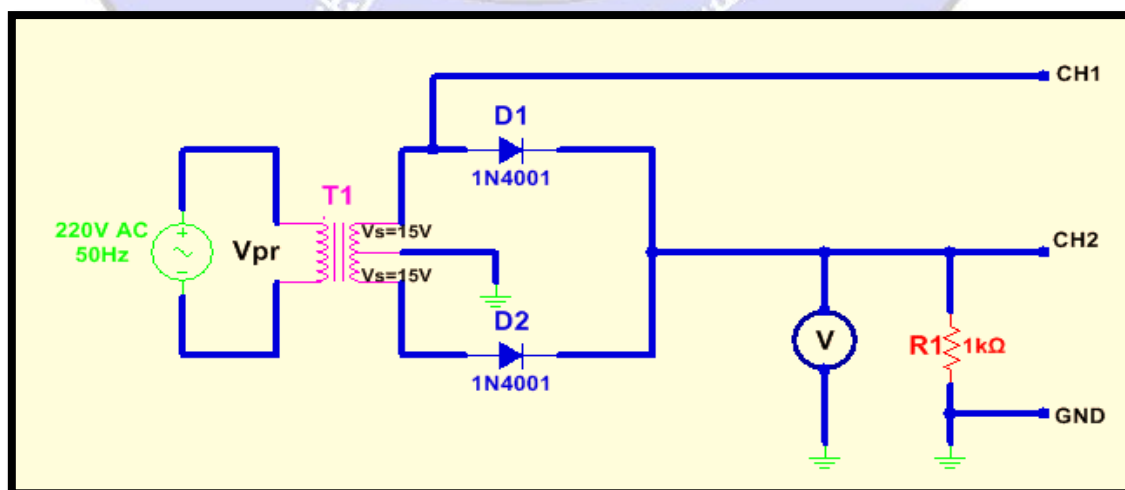 CH1
D1
1N4001
T1
220V AC
50Hz
Vpr
Vs=15V
Vs=15V
CH2
D2
1N4001
V
R1 1kΩ
GND